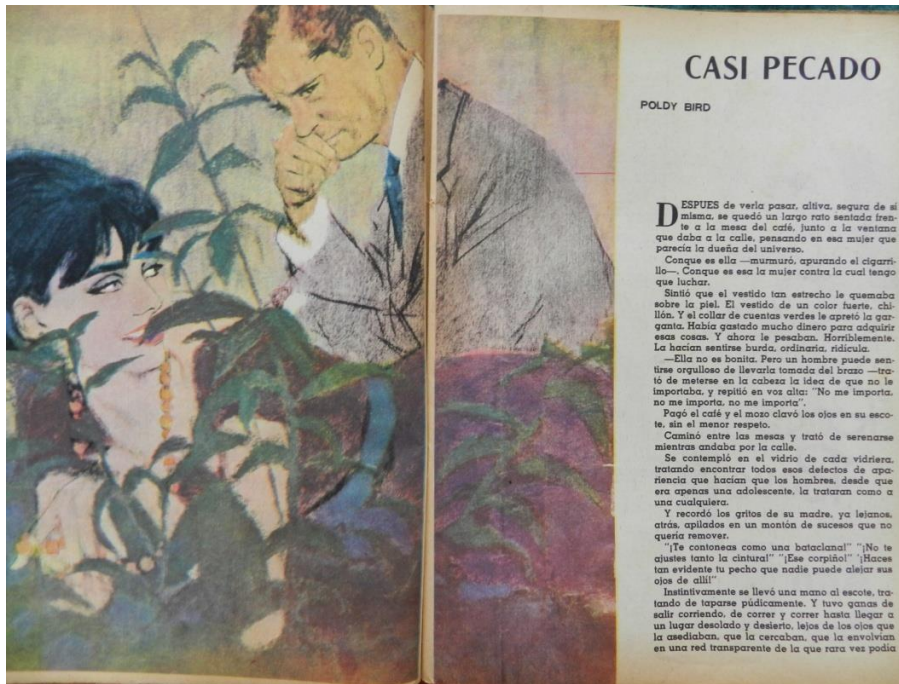 CASI PECADO
POLDY BIRD
DESPUES de verla pasar, altiva, segura de sí
misma, se quedó un largo rato sentada fren-
te a la mesa del café, junto a la ventana
que daba a la calle, pensando en esa mujer que
parecía la dueña del universo.
Conque es ella —murmuró, apurando el cigarri-
llo—. Conque es esa la mujer contra la cual tengo
que luchar.
Sintió que el vestido tan estrecho le quemaba
sobre la piel. El vestido de un color fuerte, chi-
llón. Y el collar de cuentas verdes le apretó la gar-
ganta. Había gastado mucho dinero para adquirir
esas cosas. Y ahora le pesaban. Horriblemente.
La hacían sentirse burda, ordinaria, ridícula.
—Ella no es bonita. Pero un hombre puede sen-
tirse orgulloso de llevarla tomada del brazo —tra-
tó de meterse en la cabeza la idea de que no le
importaba, y repitió en voz alta: "No me importa,
no me importa, no me importa".
Pagó el café y el mozo clavó los ojos en su esco-
te, sin el menor respeto.
Caminó entre las mesas y trató de serenarse
mientras andaba por la calle.
Se contempló en el vidrio de cada vidriera,
tratando encontrar todos esos defectos de apa-
riencia que hacían que los hombres, desde que
era apenas una adolescente, la trataran como a
una cualquiera.
Y recordó los gritos de su madre, ya lejanos,
atrás, apilados en un montón de sucesos que no
quería remover.
"¡Te contoneas como una bataclana!" "¡No te
ajustes tanto la cintura!" "¡Ese corpiño!" "¡Haces
tan evidente tu pecho que nadie puede alejar sus
ojos de allí!"
Instintivamente se llevó una mano al escote, tra-
tando de taparse púdicamente. Y tuvo ganas de
salir corriendo, de correr y correr hasta llegar a
un lugar desolado y desierto, lejos de los ojos que
la asediaban, que la cercaban, que la envolvían
en una red transparente de la que rara vez podía